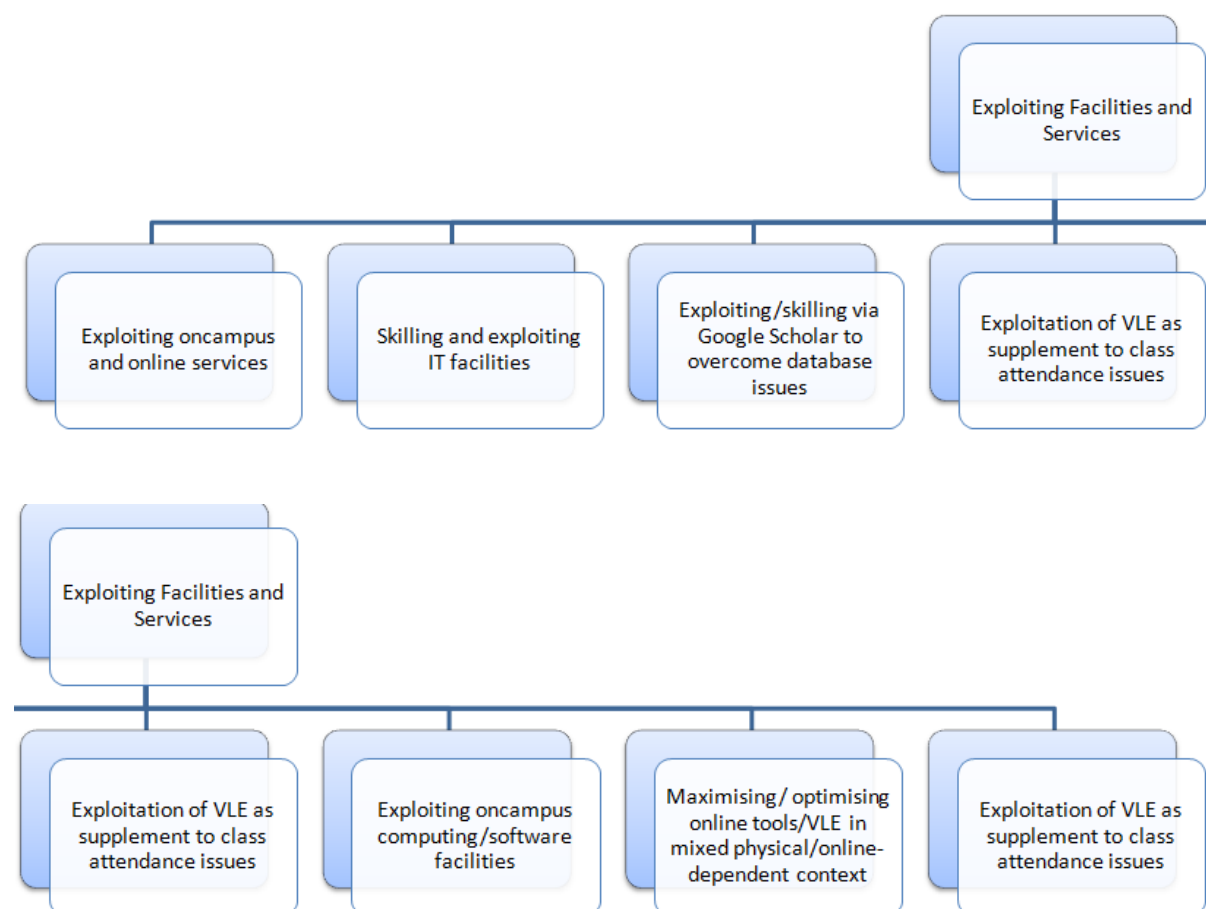 Exploiting Facilities and
Services
Exploiting oncampus
and online services
Skilling and exploiting
IT facilities
Exploiting/skilling via
Google Scholar to
overcome database
issues
Exploitation of VLE as
supplement to class
attendance issues
Exploiting Facilities and
Services
Exploitation of VLE as
supplement to class
attendance issues
Exploiting oncampus
computing/software
facilities
Maximising/ optimising
online tools/VLE in
mixed physical/online-
dependent context
Exploitation of VLE as
supplement to class
attendance issues